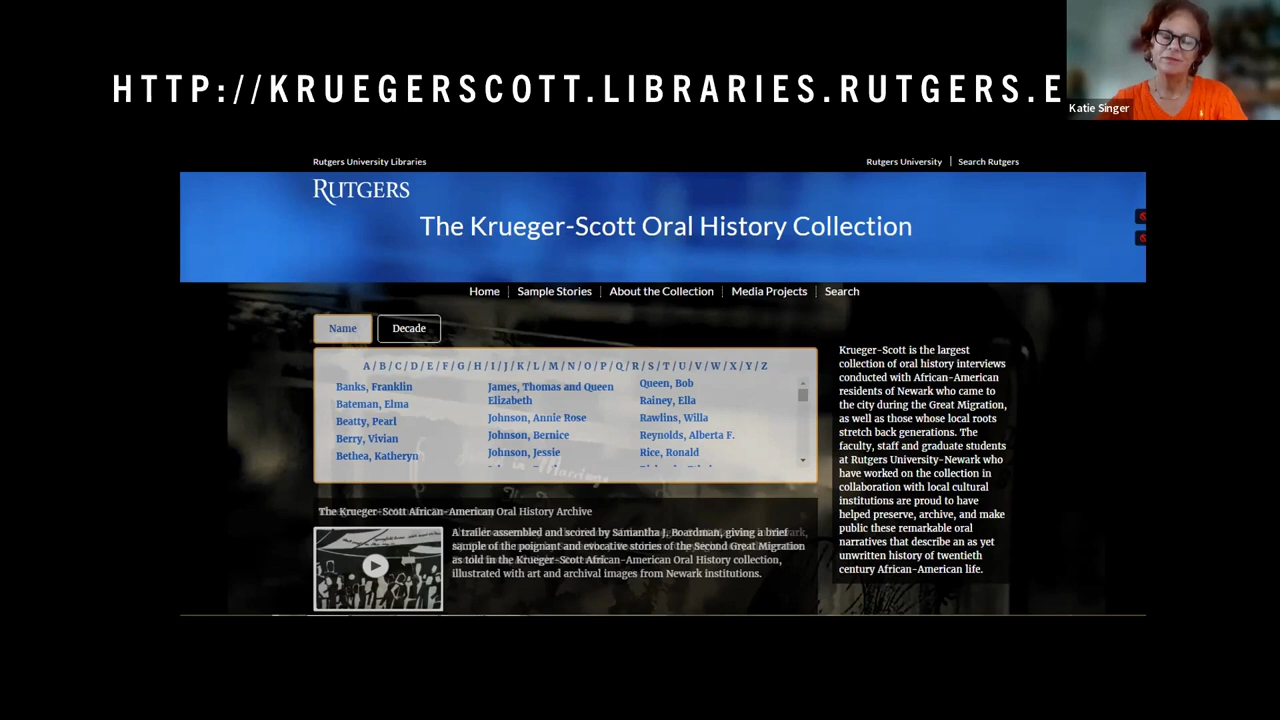 HTTP://KRUEGERSCOTT.LIBRARIES.RUTGERS.E
Katie Singer
Rutgers University Libraries
Rutgers University | Search Rutgers
RUTGERS
The Krueger-Scott Oral History Collection
Home | Sample Stories | About the Collection | Media Projects | Search
Name
Decade
A / B / C / D / E / F / G / H / I / J / K / L / M / N / O / P / Q / R / S / T / U / V / W / X / Y / Z
Banks, Franklin
Bateman, Elma
Beatty, Pearl
Berry, Vivian
Bethea, Katheryn
James, Thomas and Queen
Elizabeth
Johnson, Annie Rose
Johnson, Bernice
Johnson, Jessie
Queen, Bob
Rainey, Ella
Rawlins, Willa
Reynolds, Alberta F.
Rice, Ronald
The Krueger-Scott African-American Oral History Archive
A trailer assembled and scored by Samantha J. Boardman, giving a brief
sample of the poignant and evocative stories of the Second Great Migration
as told in the Krueger-Scott African-American Oral History collection,
illustrated with art and archival images from Newark institutions.
Krueger-Scott is the largest
collection of oral history interviews
conducted with African-American
residents of Newark who came to
the city during the Great Migration,
as well as those whose local roots
stretch back generations. The
faculty, staff and graduate students
at Rutgers University-Newark who
have worked on the collection in
collaboration with local cultural
institutions are proud to have
helped preserve, archive, and make
public these remarkable oral
narratives that describe an as yet
unwritten history of twentieth
century African-American life.